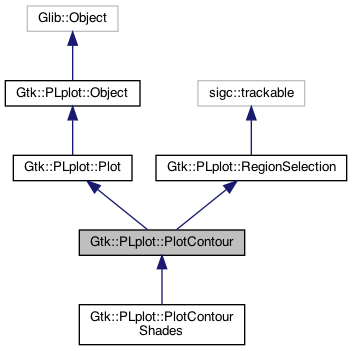 Glib::Object
Gtk::PLplot::Object
sigc::trackable
Gtk::PLplot::Plot
Gtk::PLplot::RegionSelection
Gtk::PLplot::PlotContour
Gtk::PLplot::PlotContour
Shades